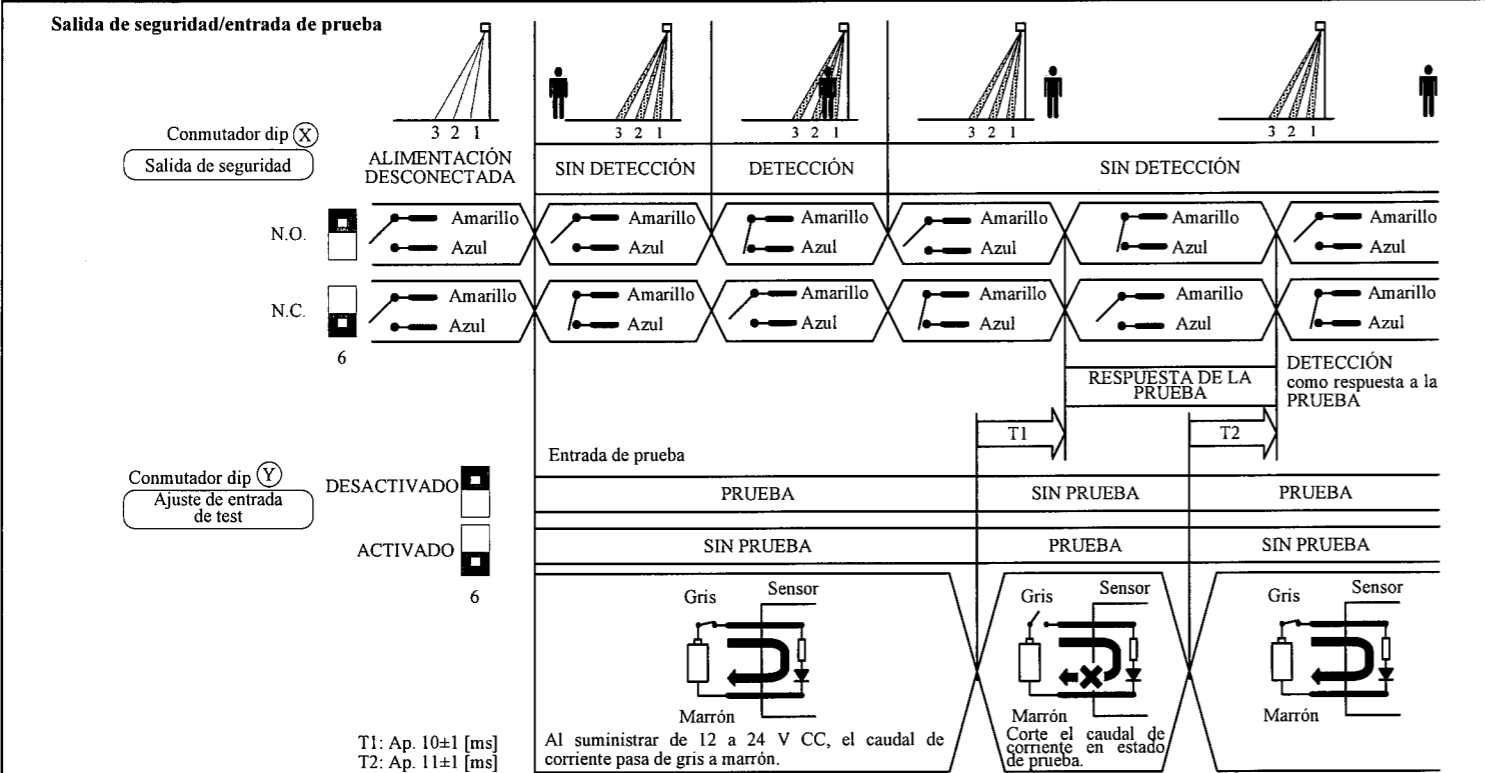 Salida de seguridad/entrada de prueba
3 2 1
3 2 1
3 2 1
3 2 1
3 2 1
Conmutador dip X
Salida de seguridad
ALIMENTACIÓN
DESCONECTADA
SIN DETECCIÓN
DETECCIÓN
SIN DETECCIÓN
N.O.
Amarillo
Azul
Amarillo
Azul
Amarillo
Azul
Amarillo
Azul
Amarillo
Azul
Amarillo
Azul
N.C.
Amarillo
Azul
Amarillo
Azul
Amarillo
Azul
Amarillo
Azul
Amarillo
Azul
Amarillo
Azul
6
RESPUESTA DE LA
PRUEBA
DETECCIÓN
como respuesta a la
PRUEBA
T1
T2
Entrada de prueba
Conmutador dip Y
Ajuste de entrada
de test
DESACTIVADO
PRUEBA
SIN PRUEBA
PRUEBA
ACTIVADO
SIN PRUEBA
PRUEBA
SIN PRUEBA
6
Gris
Sensor
Marrón
Gris
Sensor
Marrón
Gris
Sensor
Marrón
Al suministrar de 12 a 24 V CC, el caudal de
corriente pasa de gris a marrón.
Corte el caudal de
corriente en estado
de prueba.
T1: Ap. 10±1 [ms]
T2: Ap. 11±1 [ms]